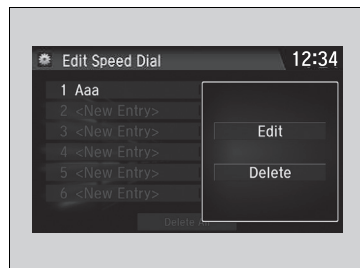 Edit Speed Dial
12:34
1 Aaa
2 <New Entry>
3 <New Entry>
4 <New Entry>
5 <New Entry>
6 <New Entry>
Edit
Delete
Delete All